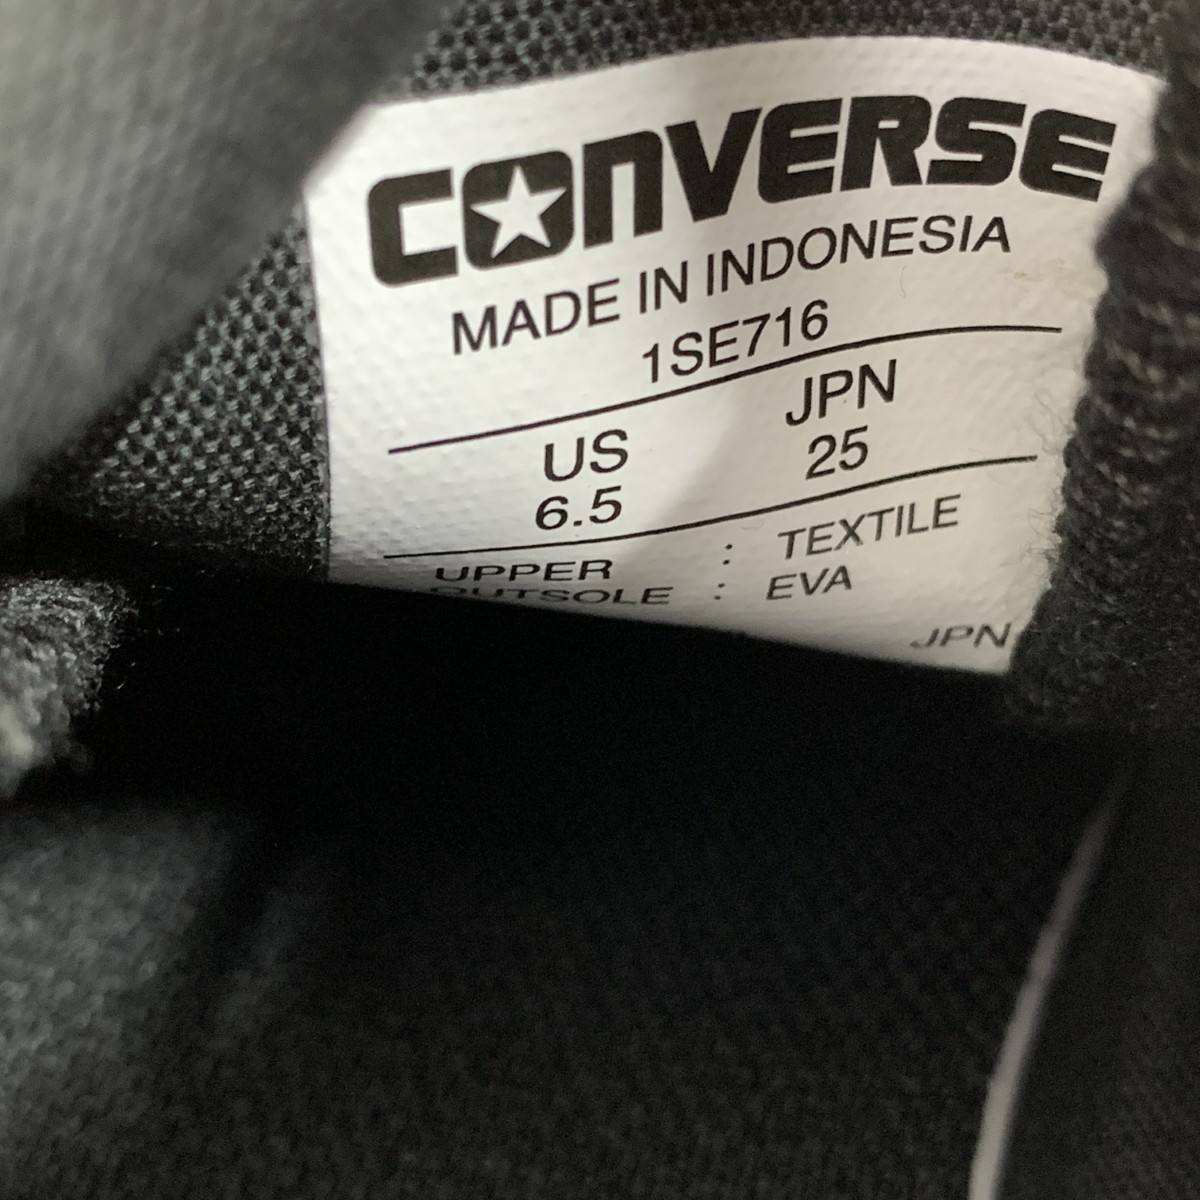 CONVERSE
MADE IN INDONESIA
1SE716
US JPN
6.5 25
UPPER : TEXTILE
OUTSOLE : EVA
JPN